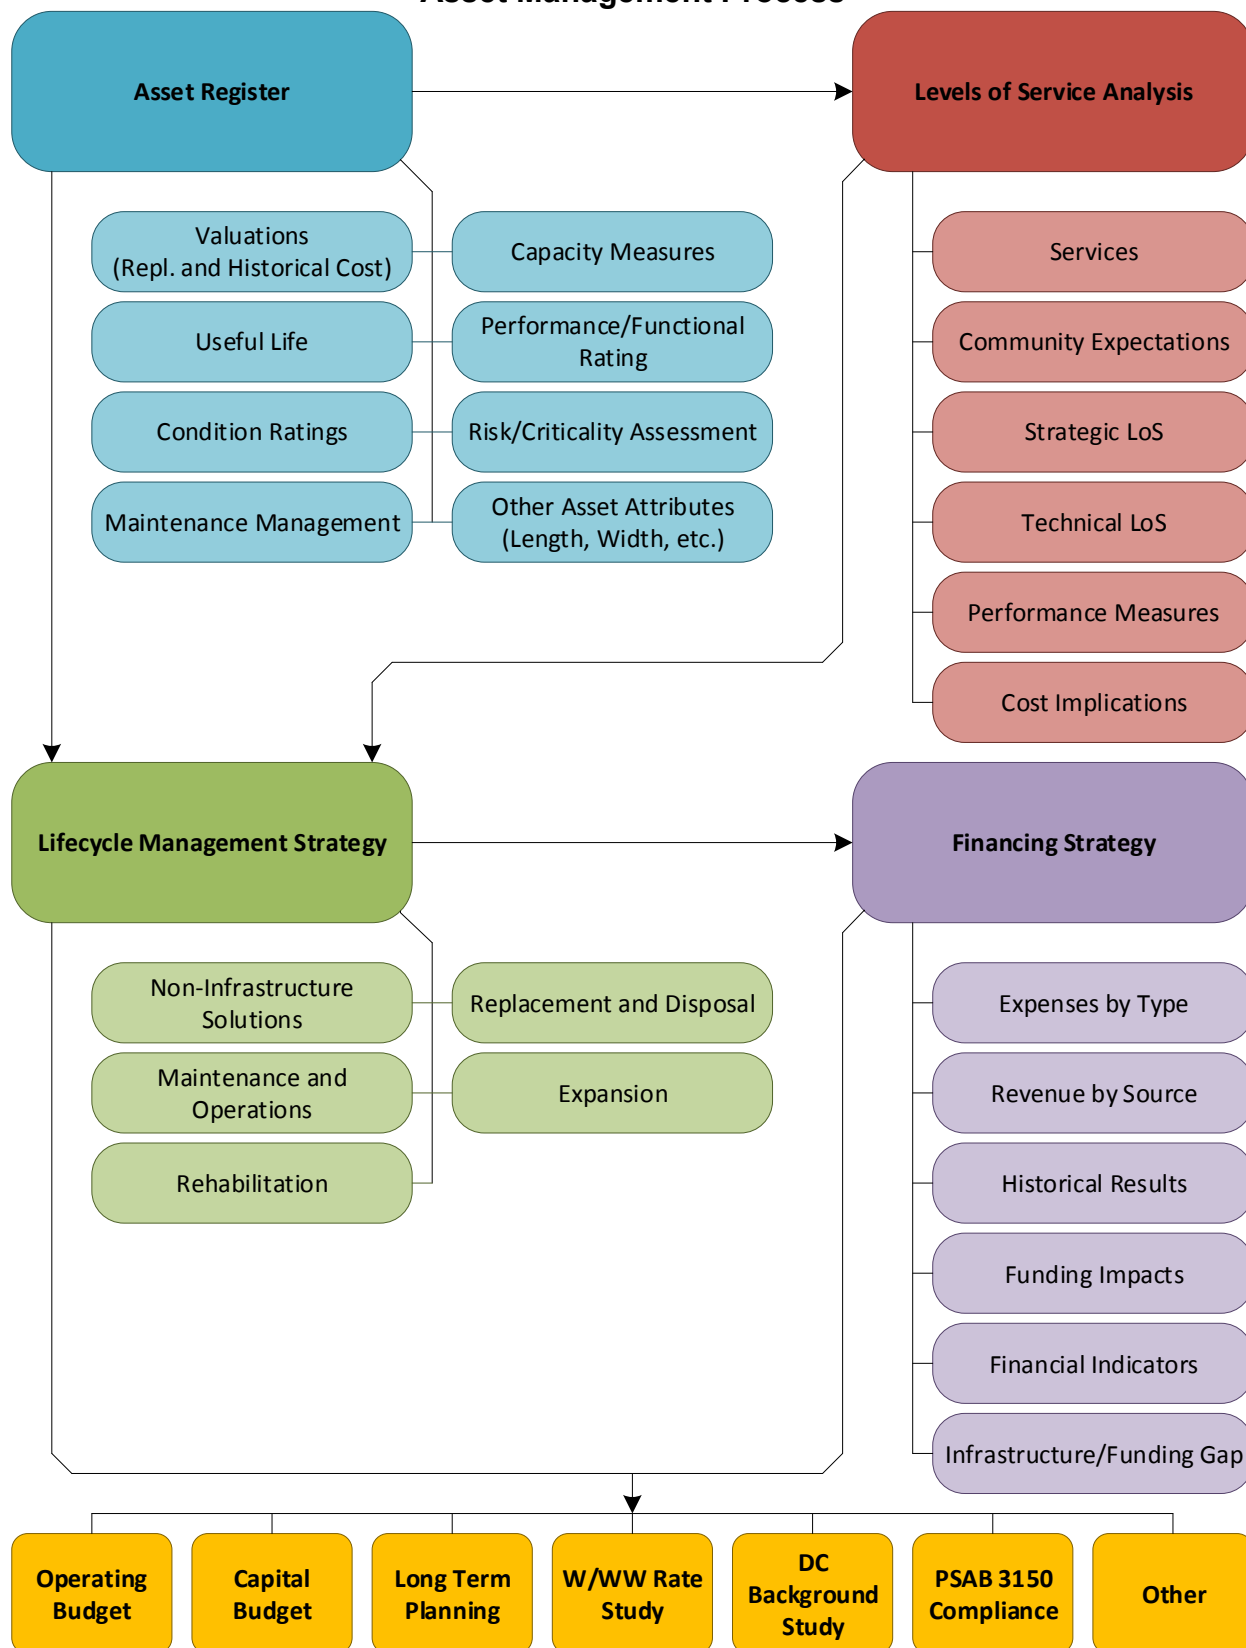 Asset Management Process
Asset Register
Levels of Service Analysis
Valuations
(Repl. and Historical Cost)
Capacity Measures
Services
Useful Life
Performance/Functional
Rating
Community Expectations
Condition Ratings
Risk/Criticality Assessment
Strategic LoS
Maintenance Management
Other Asset Attributes
(Length, Width, etc.)
Technical LoS
Performance Measures
Cost Implications
Lifecycle Management Strategy
Financing Strategy
Non-Infrastructure
Solutions
Replacement and Disposal
Expenses by Type
Maintenance and
Operations
Expansion
Revenue by Source
Rehabilitation
Historical Results
Funding Impacts
Financial Indicators
Infrastructure/Funding Gap
Operating
Budget
Capital
Budget
Long Term
Planning
W/WW Rate
Study
DC
Background
Study
PSAB 3150
Compliance
Other